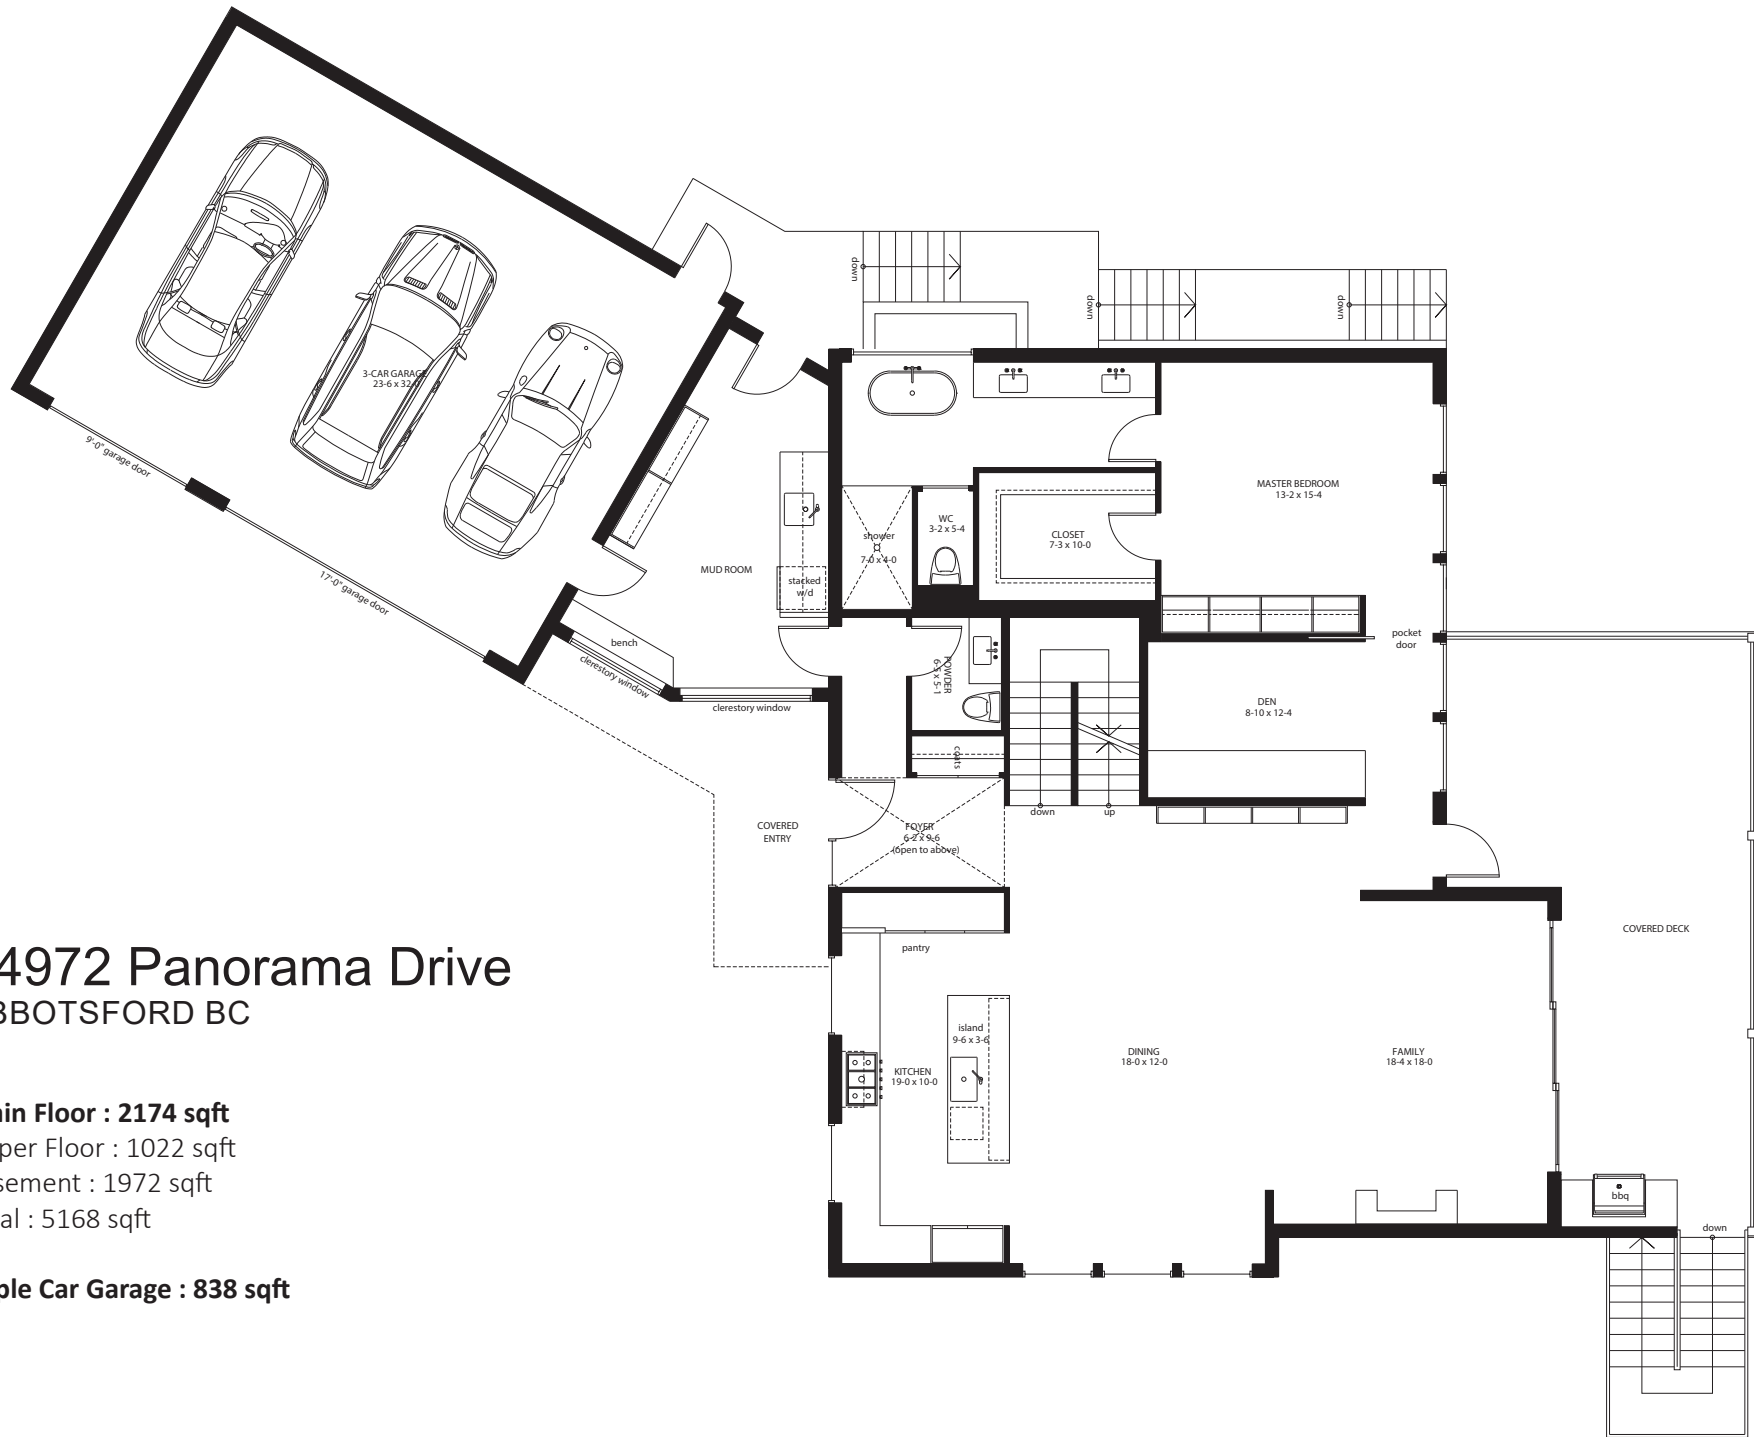 3-CAR GARAGE
23-6 x 32-0
9'-0" garage door
17'-0" garage door
down
down
down
MASTER BEDROOM
13-2 x 15-4
WC
3-2 x 5-4
shower
7-0 x 4-0
CLOSET
7-3 x 10-0
MUD ROOM
stacked
w/d
bench
clerestory window
clerestory window
POWDER
6-5 x 5-1
pocket
door
DEN
8-10 x 12-4
coats
down
up
COVERED
ENTRY
FOYER
6-2 x 9-6
(open to above)
pantry
COVERED DECK
4972 Panorama Drive
BBOTSFORD BC
island
9-6 x 3-6
KITCHEN
19-0 x 10-0
DINING
18-0 x 12-0
FAMILY
18-4 x 18-0
in Floor : 2174 sqft
per Floor : 1022 sqft
sement : 1972 sqft
al : 5168 sqft
ple Car Garage : 838 sqft
bbq
down